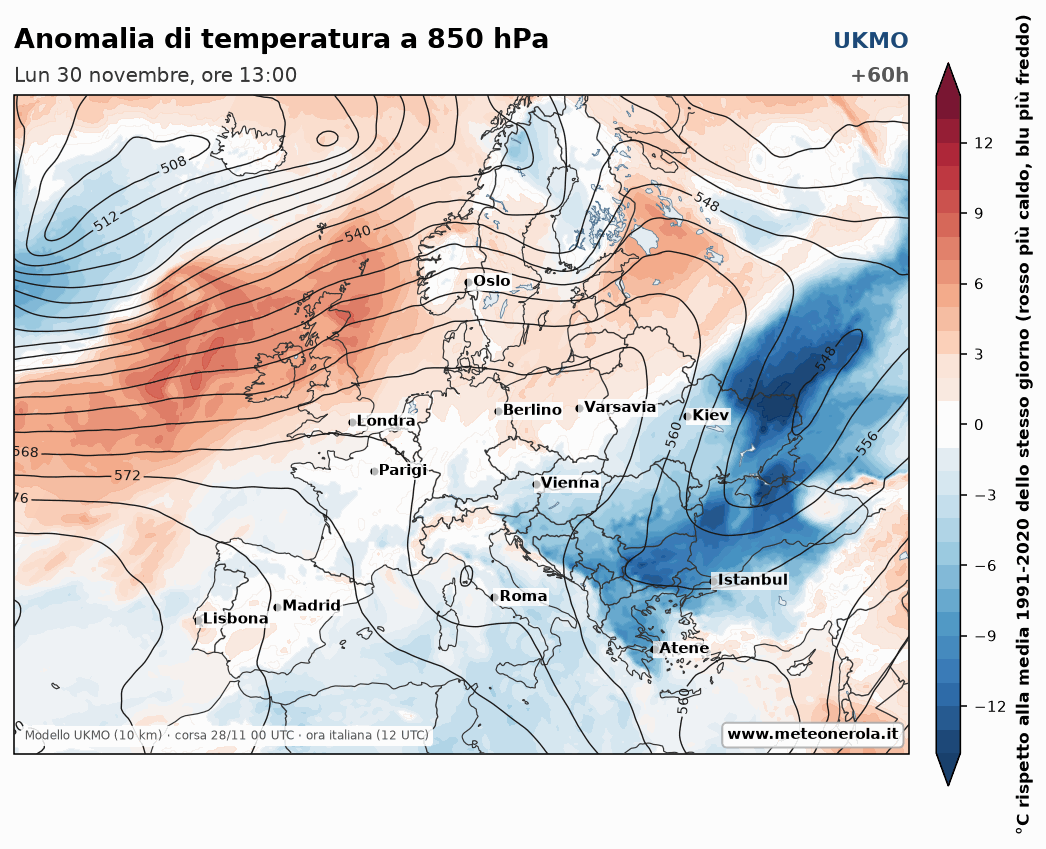 Anomalia di temperatura a 850 hPa
UKMO
Lun 30 novembre, ore 13:00
+60h
508
512
540
548
Oslo
548
Berlino
Varsavia
Londra
Kiev
560
556
568
Parigi
572
Vienna
76
Istanbul
Roma
Madrid
Lisbona
Atene
560
0
Modello UKMO (10 km) · corsa 28/11 00 UTC · ora italiana (12 UTC)
www.meteonerola.it
12
9
6
3
0
−3
−6
−9
−12
°C rispetto alla media 1991-2020 dello stesso giorno (rosso più caldo, blu più freddo)